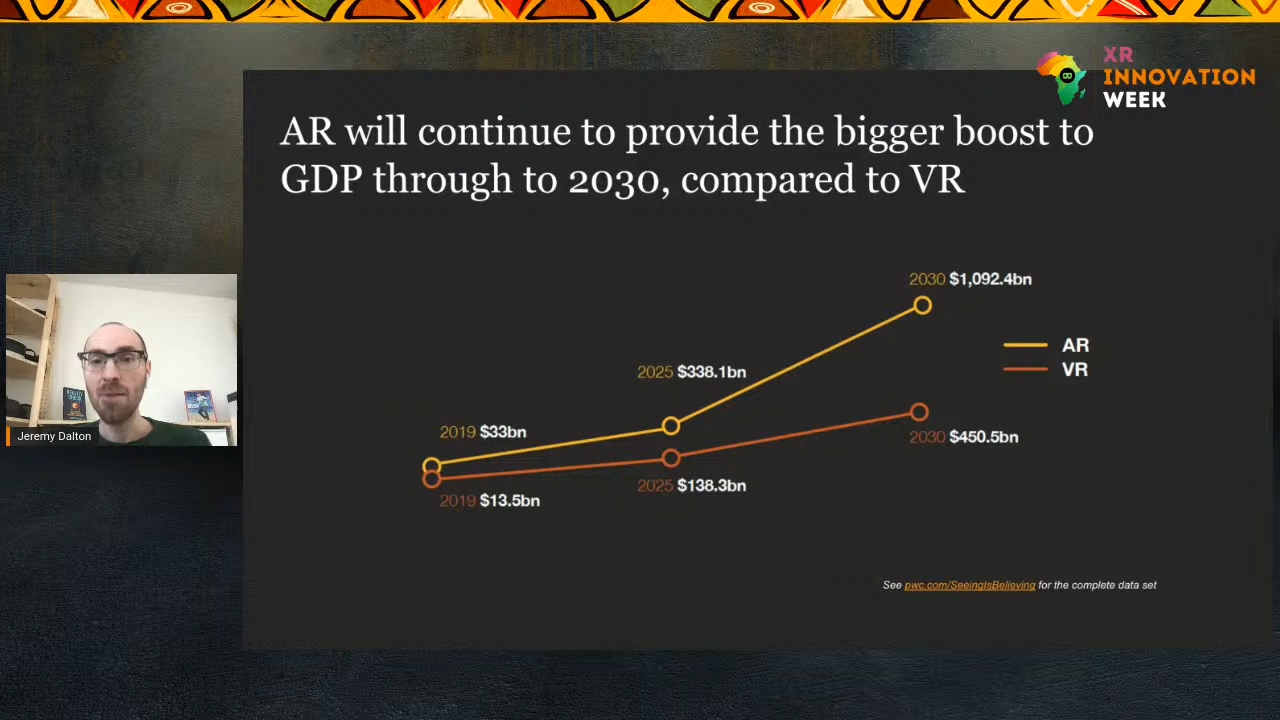 XR
INNOVATION
WEEK
AR will continue to provide the bigger boost to
GDP through to 2030, compared to VR
2030 $1,092.4bn
AR
VR
2025 $338.1bn
2019 $33bn
2030 $450.5bn
2025 $138.3bn
2019 $13.5bn
Jeremy Dalton
See pwc.com/SeeingIsBelieving for the complete data set